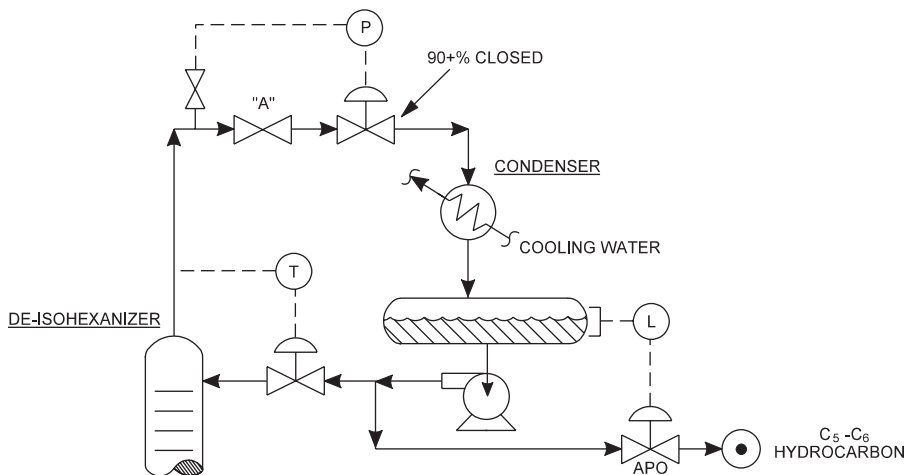 P
90+% CLOSED
"A"
CONDENSER
COOLING WATER
T
DE-ISOHEXANIZER
L
C5 -C6
HYDROCARBON
APO